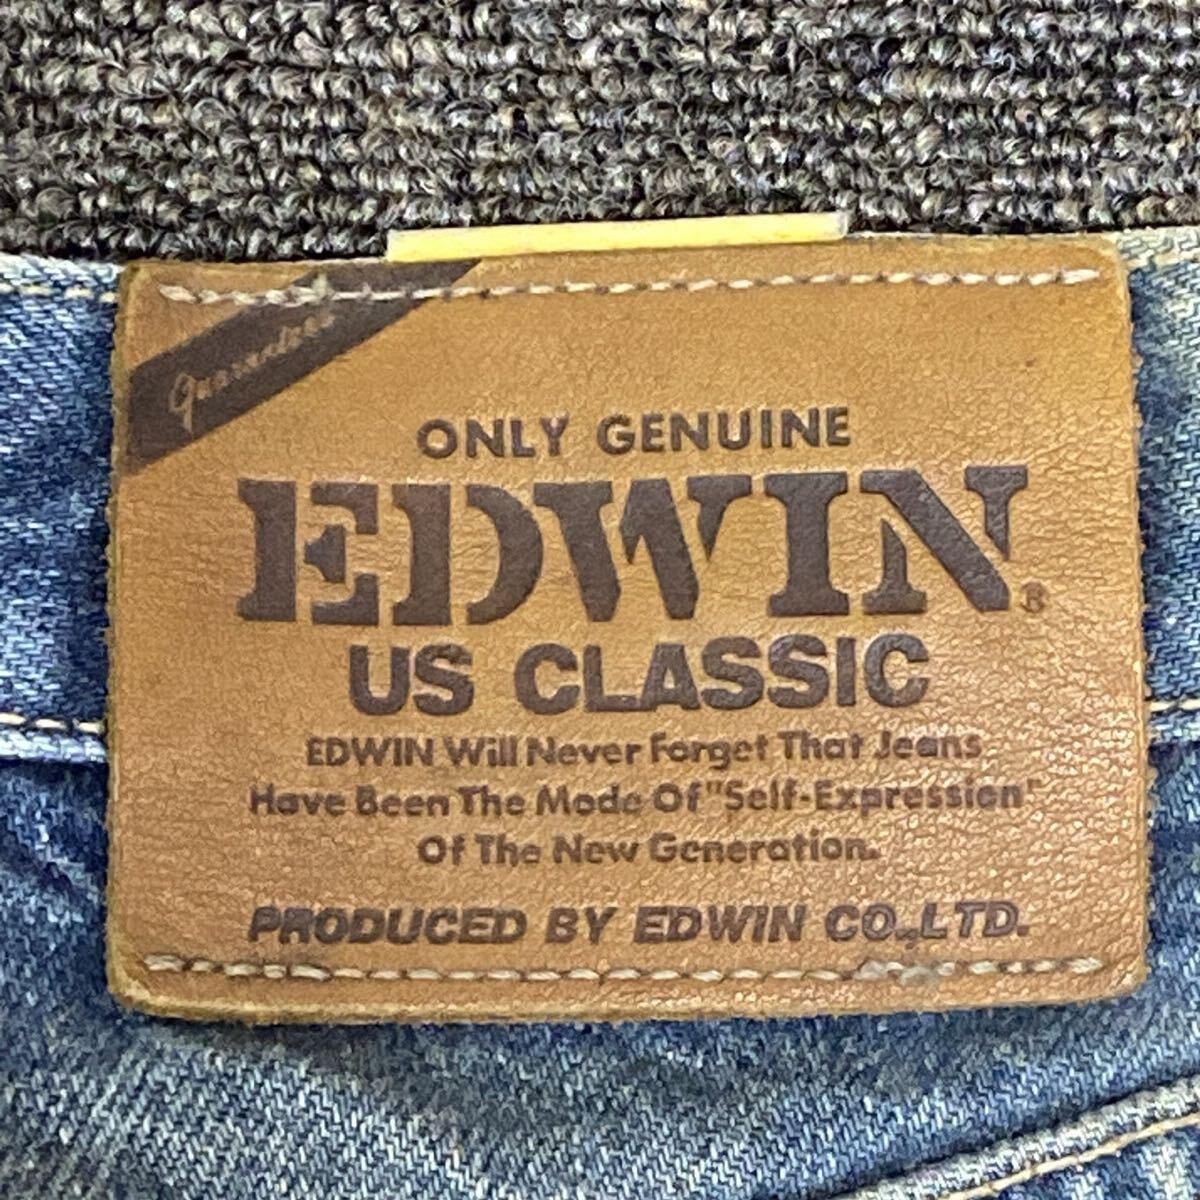 Guaranteed
ONLY GENUINE
EDWIN®
US CLASSIC
EDWIN Will Never Forget That Jeans
Have Been The Mode Of "Self-Expression"
Of The New Generation.
PRODUCED BY EDWIN CO.,LTD.